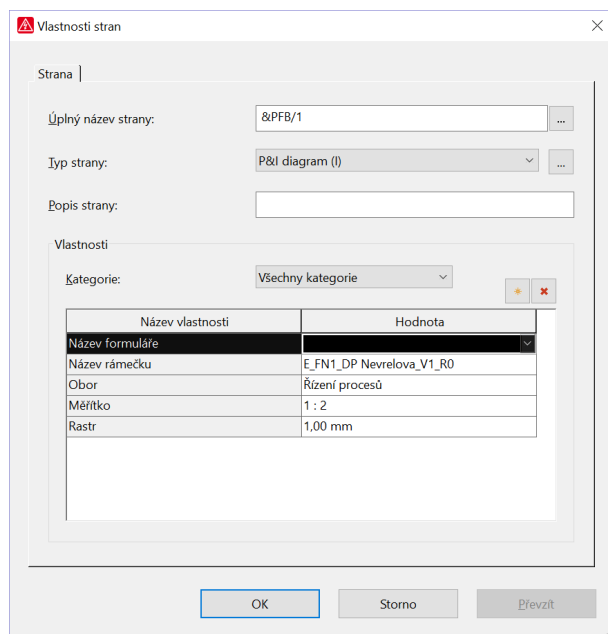 Vlastnosti stran
Strana
Úplný název strany: &PFB/1 ...
Typ strany: P&I diagram (I) ...
Popis strany:
Vlastnosti
Kategorie: Všechny kategorie
Název vlastnosti Hodnota
Název formuláře
Název rámečku E_FN1_DP Nevrelova_V1_R0
Obor Řízení procesů
Měřítko 1 : 2
Rastr 1,00 mm
OK Storno Převzít